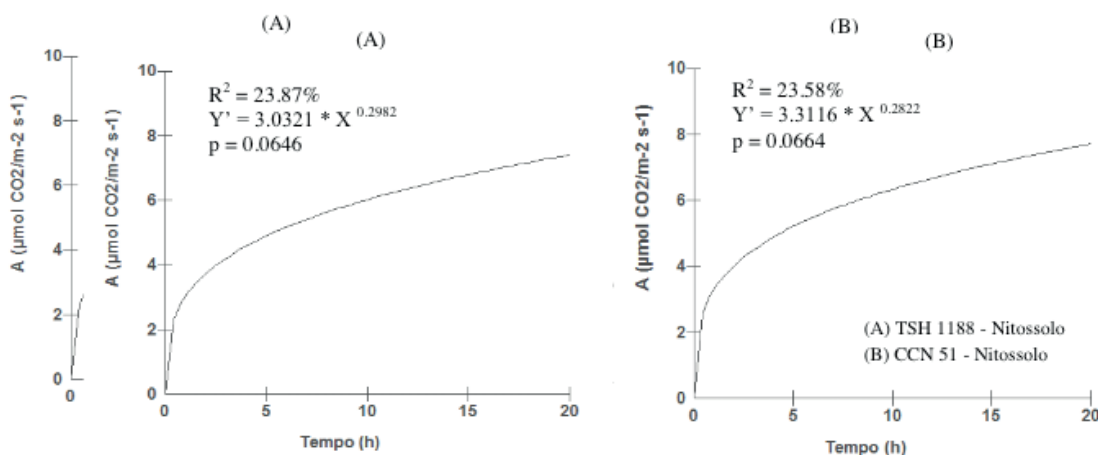 (A)
(A)
(B)
(B)
10
8
6
4
2
0
0
A (µmol CO2/m-2 s-1)
10
8
6
4
2
0
A (µmol CO2/m-2 s-1)
R² = 23.87%
Y' = 3.0321 * X ^0.2982
p = 0.0646
0 5 10 15 20
Tempo (h)
10
8
6
4
2
0
A (µmol CO2/m-2 s-1)
R² = 23.58%
Y' = 3.3116 * X ^0.2822
p = 0.0664
(A) TSH 1188 - Nitossolo
(B) CCN 51 - Nitossolo
0 5 10 15 20
Tempo (h)